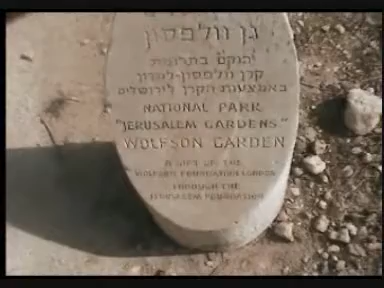 גן וולפסון
יוקם בתרומת
קרן וולפסון-לונדון
באמצעות הקרן לירושלים
NATIONAL PARK
"JERUSALEM GARDENS"
WOLFSON GARDEN
A GIFT OF THE
WOLFSON FOUNDATION LONDON
THROUGH THE
JERUSALEM FOUNDATION